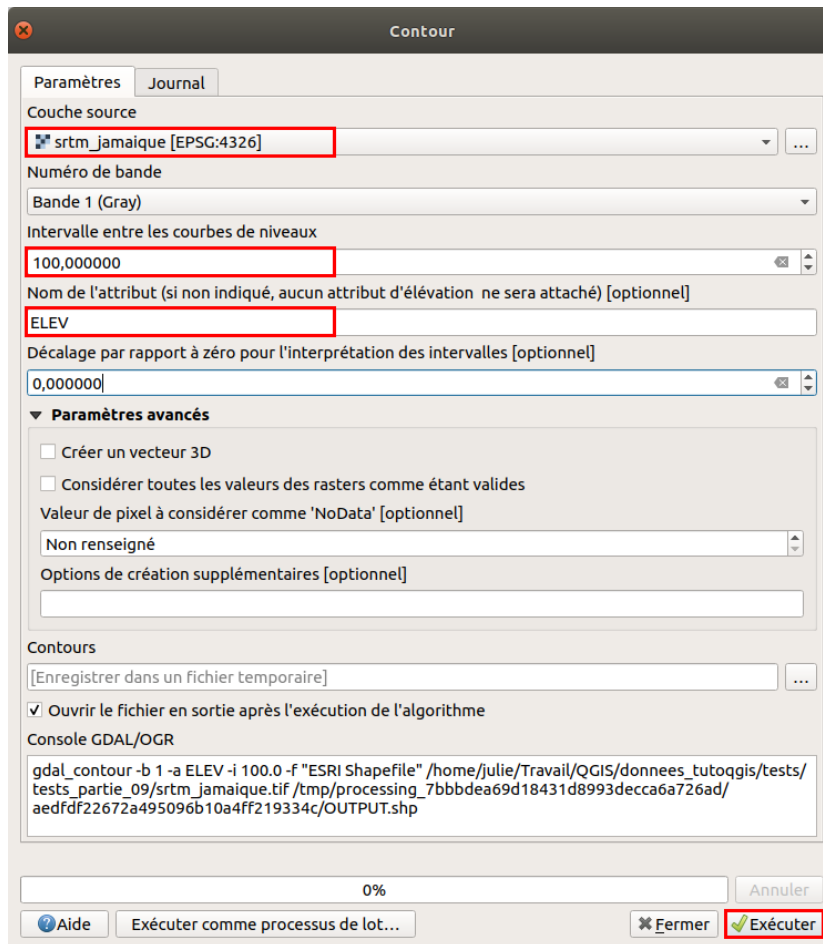 Contour
Paramètres
Journal
Couche source
srtm_jamaique [EPSG:4326]
...
Numéro de bande
Bande 1 (Gray)
Intervalle entre les courbes de niveaux
100,000000
Nom de l'attribut (si non indiqué, aucun attribut d'élévation ne sera attaché) [optionnel]
ELEV
Décalage par rapport à zéro pour l'interprétation des intervalles [optionnel]
0,000000
Paramètres avancés
Créer un vecteur 3D
Considérer toutes les valeurs des rasters comme étant valides
Valeur de pixel à considérer comme 'NoData' [optionnel]
Non renseigné
Options de création supplémentaires [optionnel]
Contours
[Enregistrer dans un fichier temporaire]
...
Ouvrir le fichier en sortie après l'exécution de l'algorithme
Console GDAL/OGR
gdal_contour -b 1 -a ELEV -i 100.0 -f "ESRI Shapefile" /home/julie/Travail/QGIS/donnees_tutoqgis/tests/
tests_partie_09/srtm_jamaique.tif /tmp/processing_7bbbdea69d18431d8993decca6a726ad/
aedfdf22672a495096b10a4ff219334c/OUTPUT.shp
0%
Annuler
Aide
Exécuter comme processus de lot...
Fermer
Exécuter